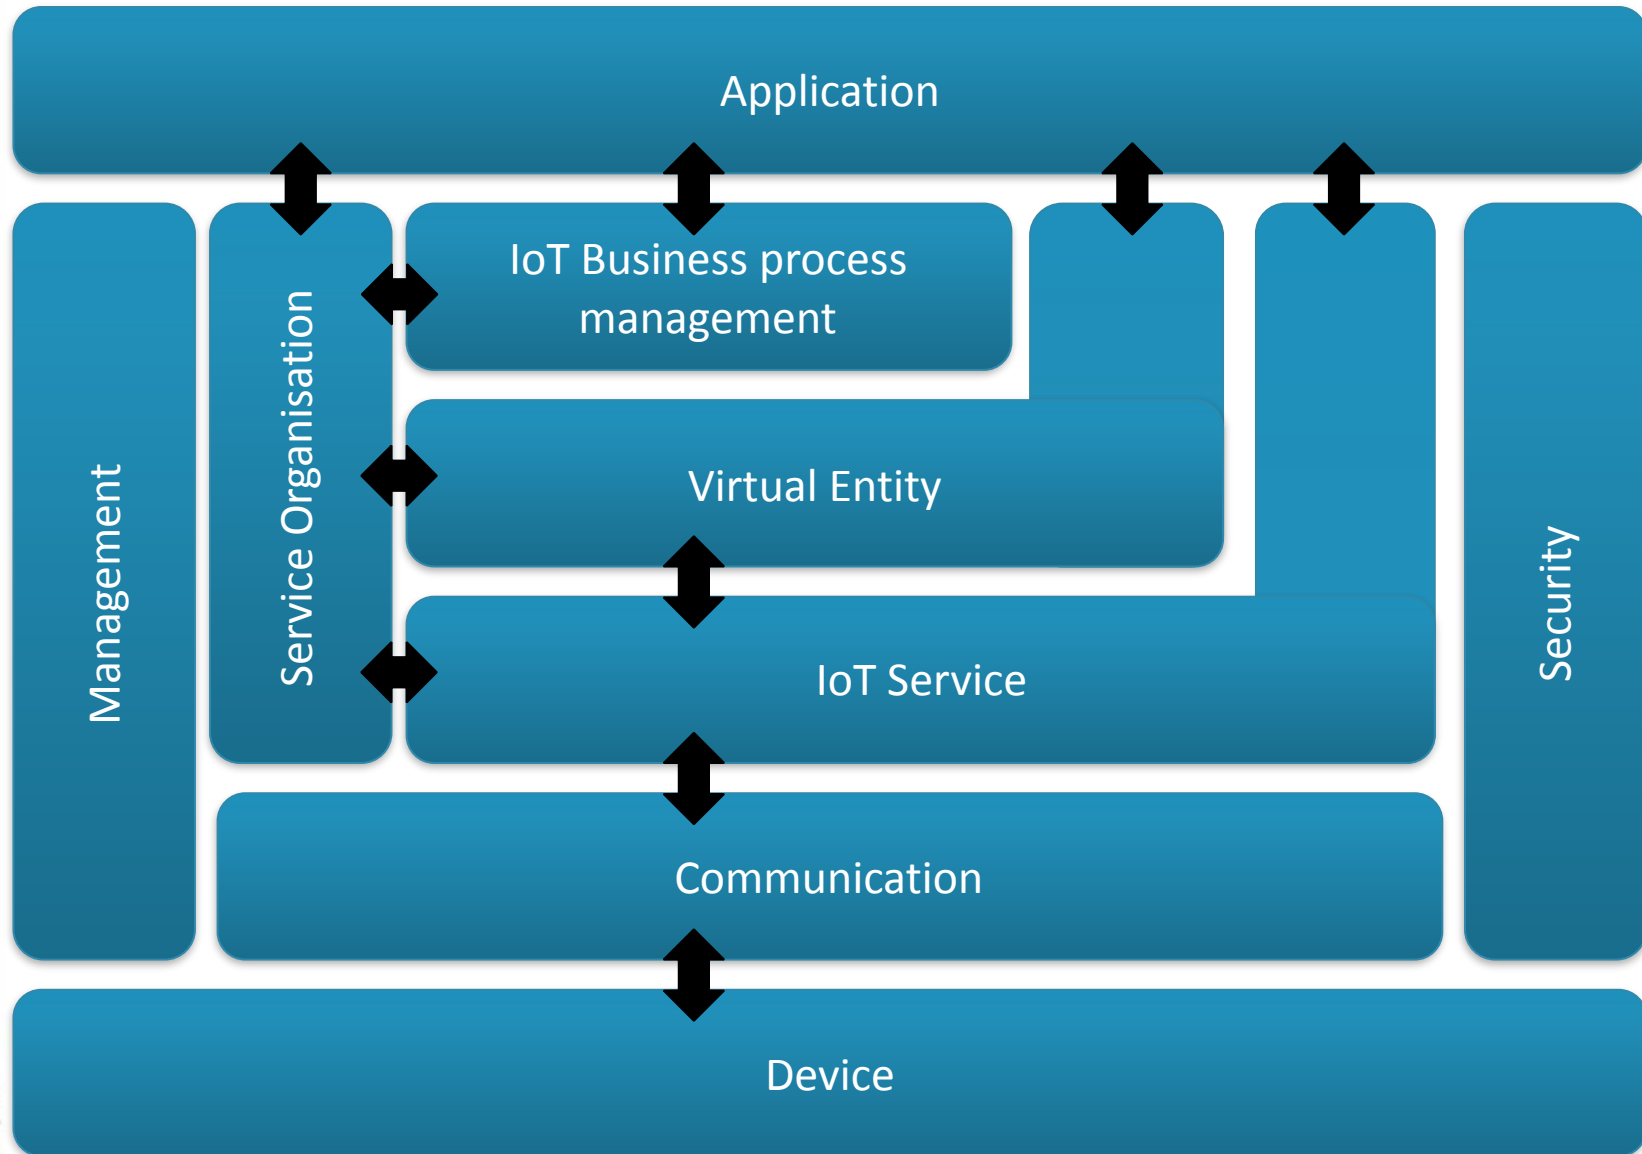 Application
IoT Business process
management
Service Organisation
Management
Virtual Entity
Security
IoT Service
Communication
Device